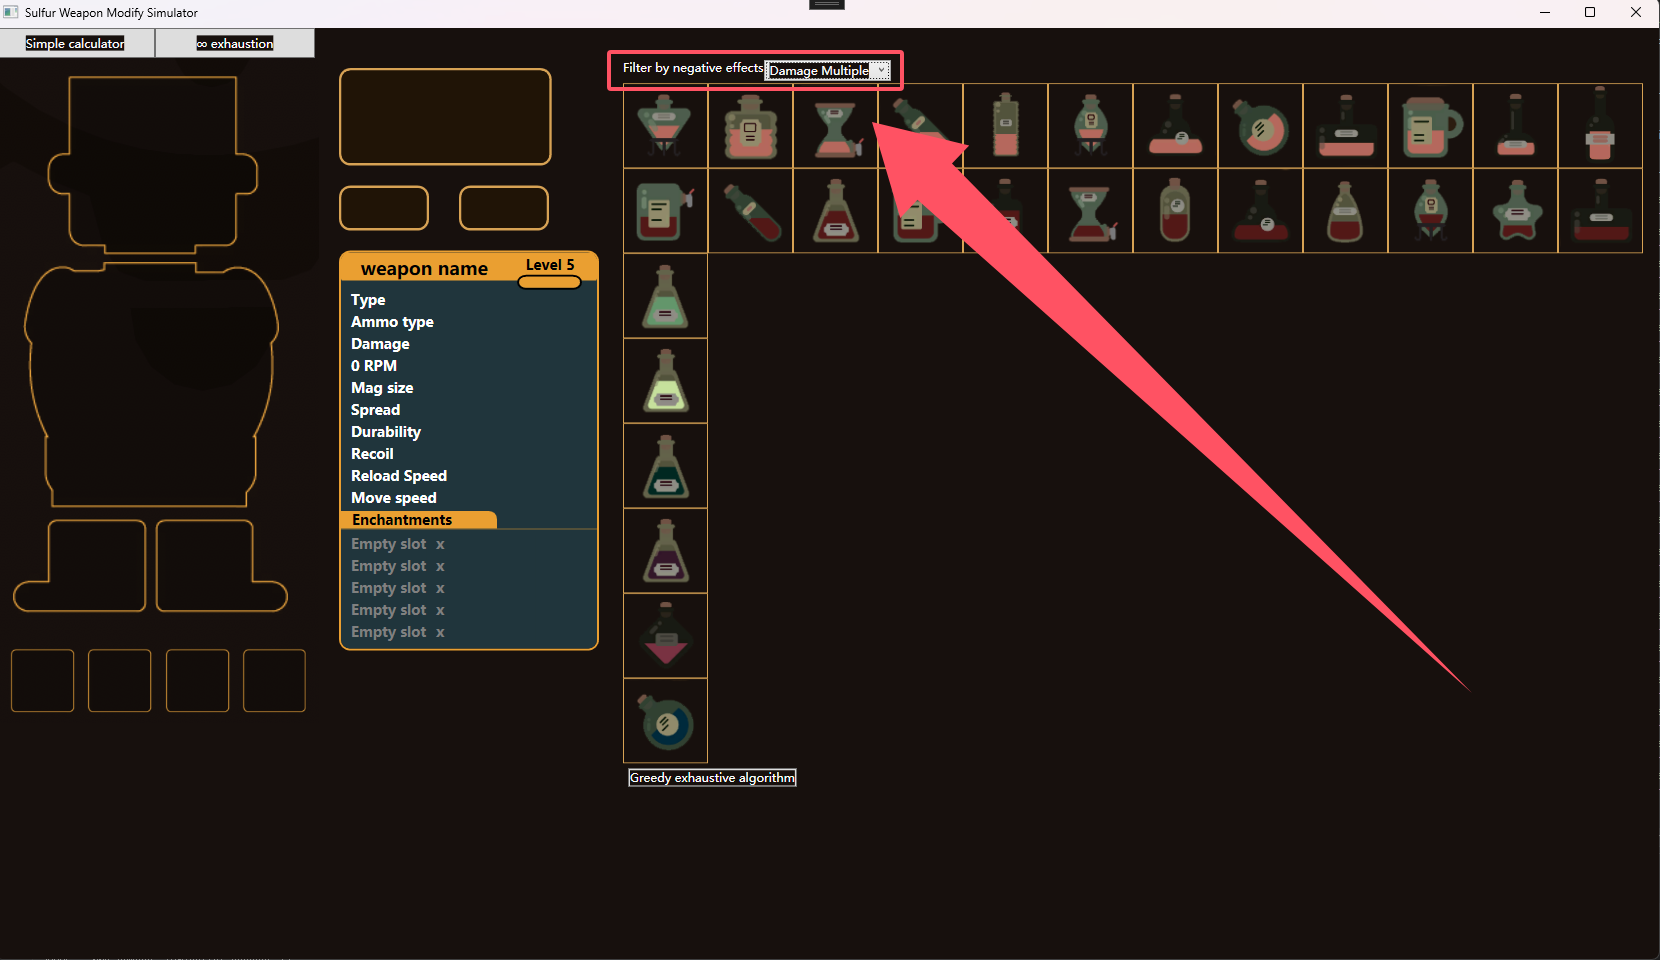 Sulfur Weapon Modify Simulator
Simple calculator
∞ exhaustion
Filter by negative effects
Damage Multiple
weapon name
Level 5
Type
Ammo type
Damage
0 RPM
Mag size
Spread
Durability
Recoil
Reload Speed
Move speed
Enchantments
Empty slot x
Empty slot x
Empty slot x
Empty slot x
Empty slot x
Greedy exhaustive algorithm